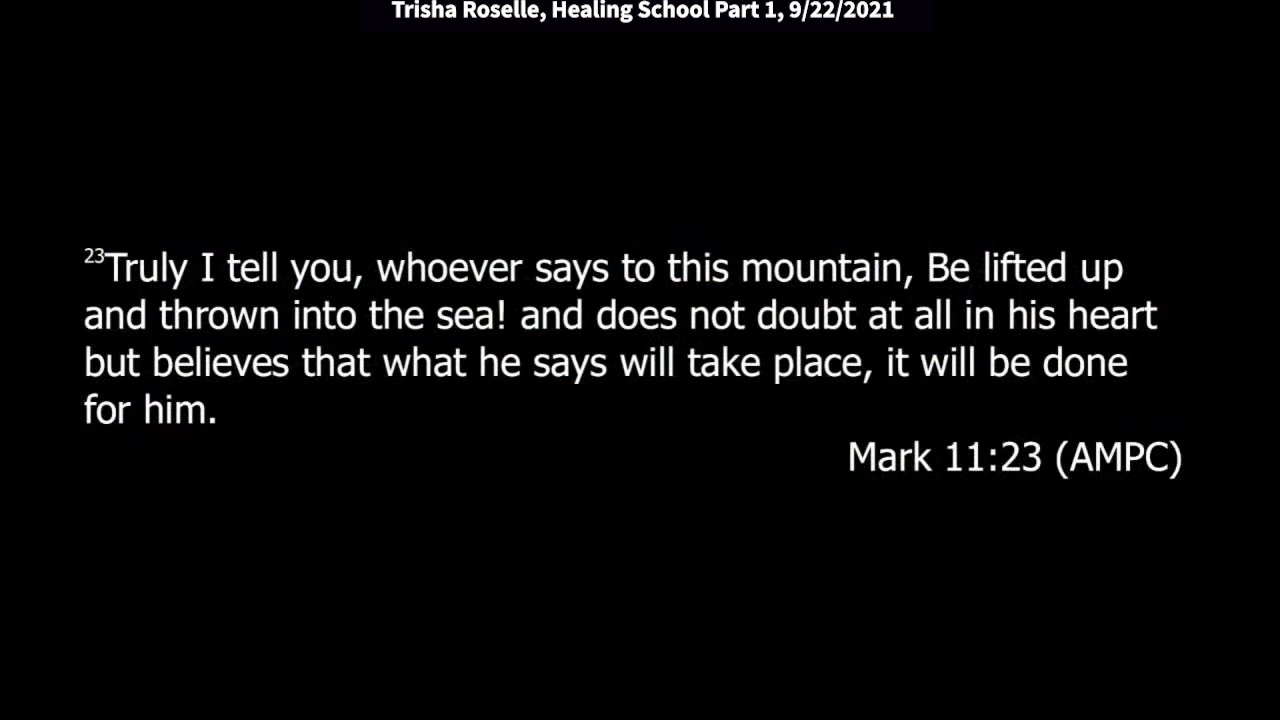 Trisha Roselle, Healing School Part 1, 9/22/2021
23Truly I tell you, whoever says to this mountain, Be lifted up
and thrown into the sea! and does not doubt at all in his heart
but believes that what he says will take place, it will be done
for him.
Mark 11:23 (AMPC)